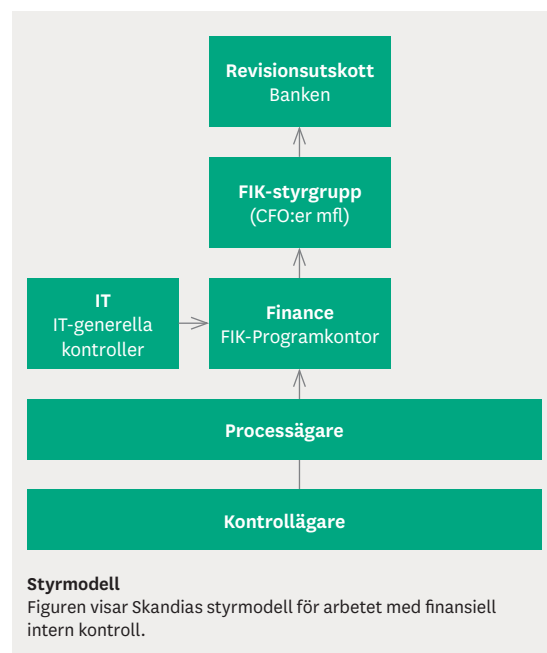 Revisionsutskott
Banken
FIK-styrgrupp
(CFO:er mfl)
IT
IT-generella
kontroller
Finance
FIK-Programkontor
Processägare
Kontrollägare
Styrmodell
Figuren visar Skandias styrmodell för arbetet med finansiell
intern kontroll.